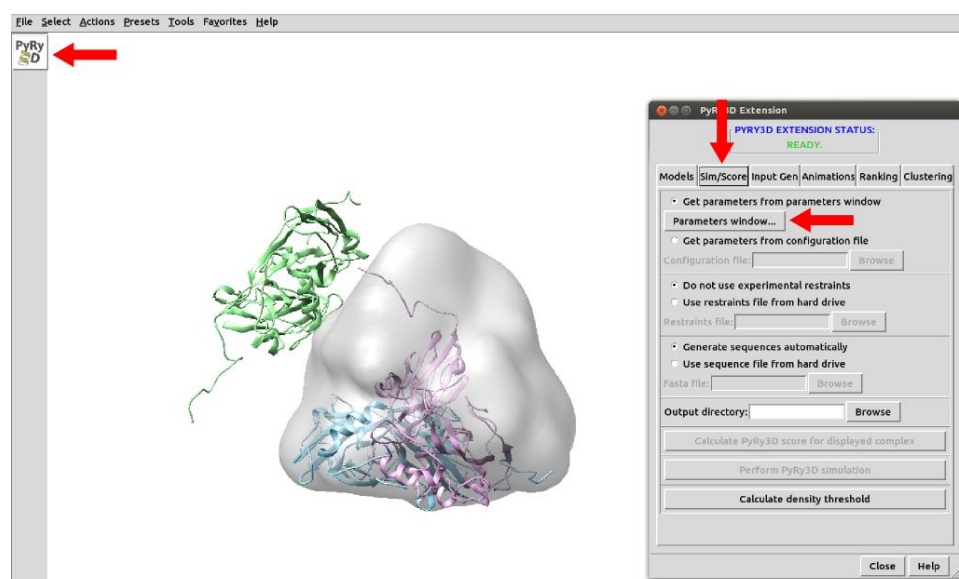 File Select Actions Presets Tools Favorites Help
PyRy
3D
PyRy3D Extension
PYRY3D EXTENSION STATUS:
READY.
Models Sim/Score Input Gen Animations Ranking Clustering
Get parameters from parameters window
Parameters window...
Get parameters from configuration file
Configuration file: Browse
Do not use experimental restraints
Use restraints file from hard drive
Restraints file: Browse
Generate sequences automatically
Use sequence file from hard drive
Fasta file: Browse
Output directory: Browse
Calculate PyRy3D score for displayed complex
Perform PyRy3D simulation
Calculate density threshold
Close Help